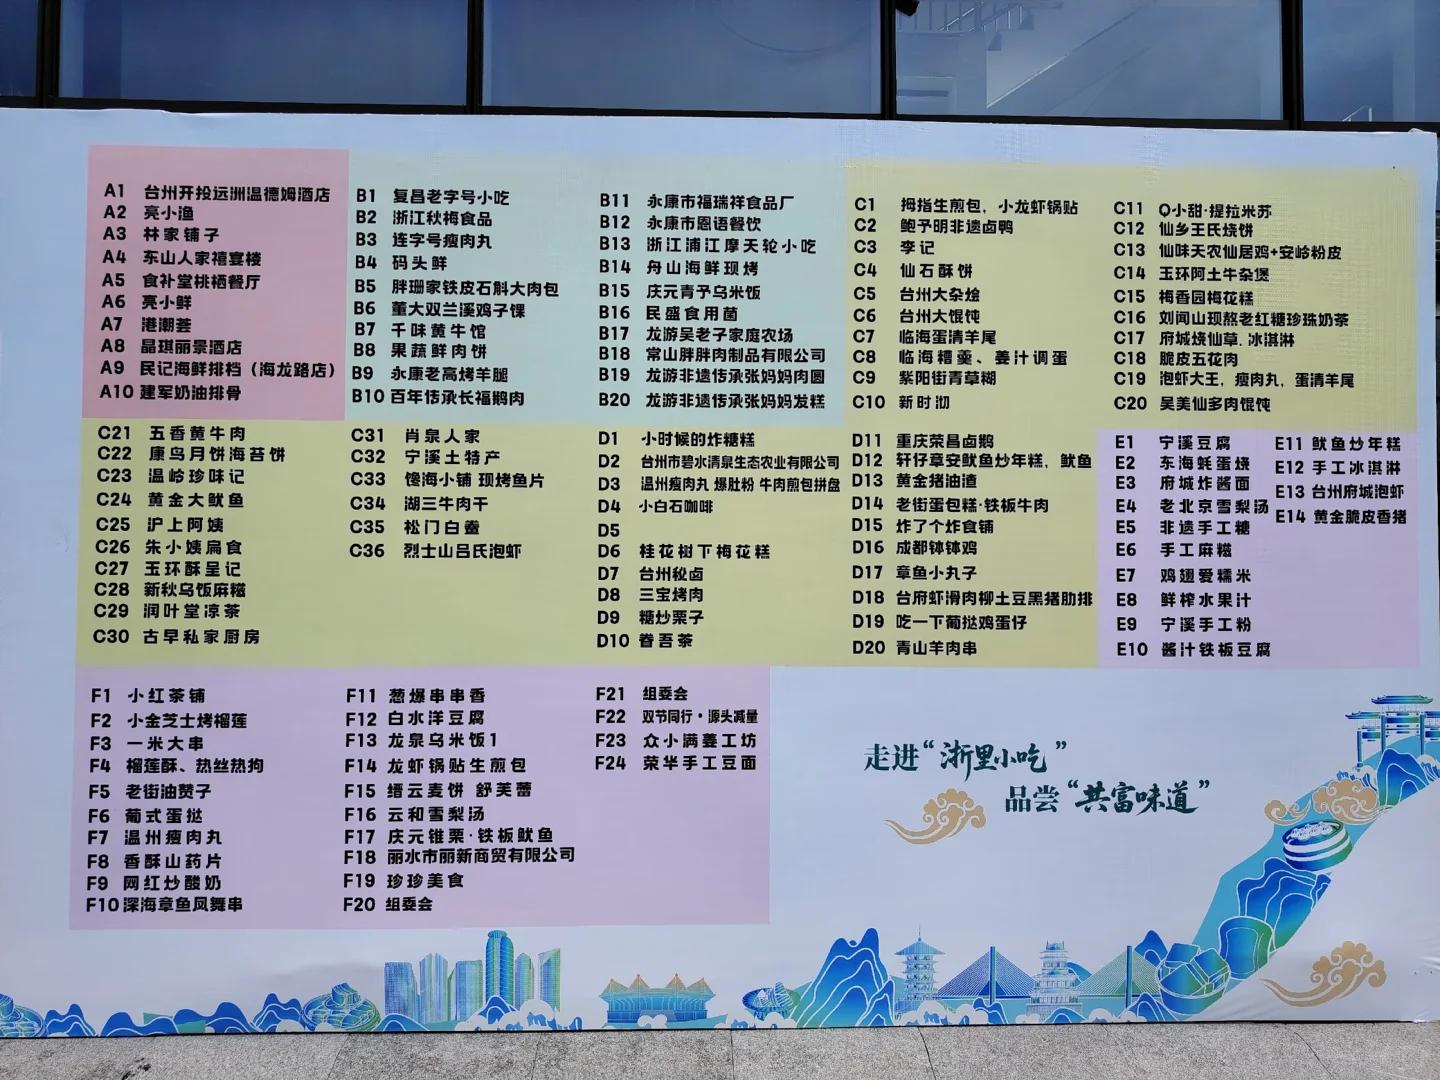 A1 台州开投远洲温德姆酒店
A2 亮小渔
A3 林家铺子
A4 东山人家禧宴楼
A5 食补堂桃栖餐厅
A6 亮小鲜
A7 港潮荟
A8 晶琪丽景酒店
A9 民记海鲜排档（海龙路店）
A10 建军奶油排骨
B1 复昌老字号小吃
B2 浙江秋梅食品
B3 连字号瘦肉丸
B4 码头鲜
B5 胖珊家铁皮石斛大肉包
B6 董大双兰溪鸡子馃
B7 千味黄牛馆
B8 果蔬鲜肉饼
B9 永康老高烤羊腿
B10 百年传承长福鹅肉
B11 永康市福瑞祥食品厂
B12 永康市恩语餐饮
B13 浙江浦江摩天轮小吃
B14 舟山海鲜现烤
B15 庆元青予乌米饭
B16 民盛食用菌
B17 龙游吴老子家庭农场
B18 常山胖胖肉制品有限公司
B19 龙游非遗传承张妈妈肉圆
B20 龙游非遗传承张妈妈发糕
C1 拇指生煎包，小龙虾锅贴
C2 鲍予明非遗卤鸭
C3 李记
C4 仙石酥饼
C5 台州大杂烩
C6 台州大馄饨
C7 临海蛋清羊尾
C8 临海糟羹、姜汁调蛋
C9 紫阳街青草糊
C10 新时沏
C11 Q小甜·提拉米苏
C12 仙乡王氏烧饼
C13 仙味天农仙居鸡+安岭粉皮
C14 玉环阿土牛杂煲
C15 梅香园梅花糕
C16 刘闻山现熬老红糖珍珠奶茶
C17 府城烧仙草.冰淇淋
C18 脆皮五花肉
C19 泡虾大王，瘦肉丸，蛋清羊尾
C20 吴美仙多肉馄饨
C21 五香黄牛肉
C22 康鸟月饼海苔饼
C23 温岭珍味记
C24 黄金大鱿鱼
C25 沪上阿姨
C26 朱小姨扁食
C27 玉环酥呈记
C28 新秋乌饭麻糍
C29 润叶堂凉茶
C30 古早私家厨房
C31 肖泉人家
C32 宁溪土特产
C33 馋海小铺 现烤鱼片
C34 湖三牛肉干
C35 松门白鲞
C36 烈士山吕氏泡虾
D1 小时候的炸糖糕
D2 台州市碧水清泉生态农业有限公司
D3 温州瘦肉丸 爆肚粉 牛肉煎包拼盘
D4 小白石咖啡
D5
D6 桂花树下梅花糕
D7 台州秘卤
D8 三宝烤肉
D9 糖炒栗子
D10 眷吾茶
D11 重庆荣昌卤鹅
D12 轩仔章安鱿鱼炒年糕，鱿鱼
D13 黄金猪油渣
D14 老街蛋包糕·铁板牛肉
D15 炸了个炸食铺
D16 成都钵钵鸡
D17 章鱼小丸子
D18 台府虾滑肉柳土豆黑猪肋排
D19 吃一下葡挞鸡蛋仔
D20 青山羊肉串
E1 宁溪豆腐
E2 东海蚝蛋烧
E3 府城炸酱面
E4 老北京雪梨汤
E5 非遗手工糖
E6 手工麻糍
E7 鸡翅爱糯米
E8 鲜榨水果汁
E9 宁溪手工粉
E10 酱汁铁板豆腐
E11 鱿鱼炒年糕
E12 手工冰淇淋
E13 台州府城泡虾
E14 黄金脆皮香猪
F1 小红茶铺
F2 小金芝士烤榴莲
F3 一米大串
F4 榴莲酥、热丝热狗
F5 老街油赞子
F6 葡式蛋挞
F7 温州瘦肉丸
F8 香酥山药片
F9 网红炒酸奶
F10 深海章鱼凤舞串
F11 葱爆串串香
F12 白水洋豆腐
F13 龙泉乌米饭1
F14 龙虾锅贴生煎包
F15 缙云麦饼 舒芙蕾
F16 云和雪梨汤
F17 庆元锥栗·铁板鱿鱼
F18 丽水市丽新商贸有限公司
F19 珍珍美食
F20 组委会
F21 组委会
F22 双节同行·源头减量
F23 众小满姜工坊
F24 荣华手工豆面
走进“浙里小吃”
品尝“共富味道”